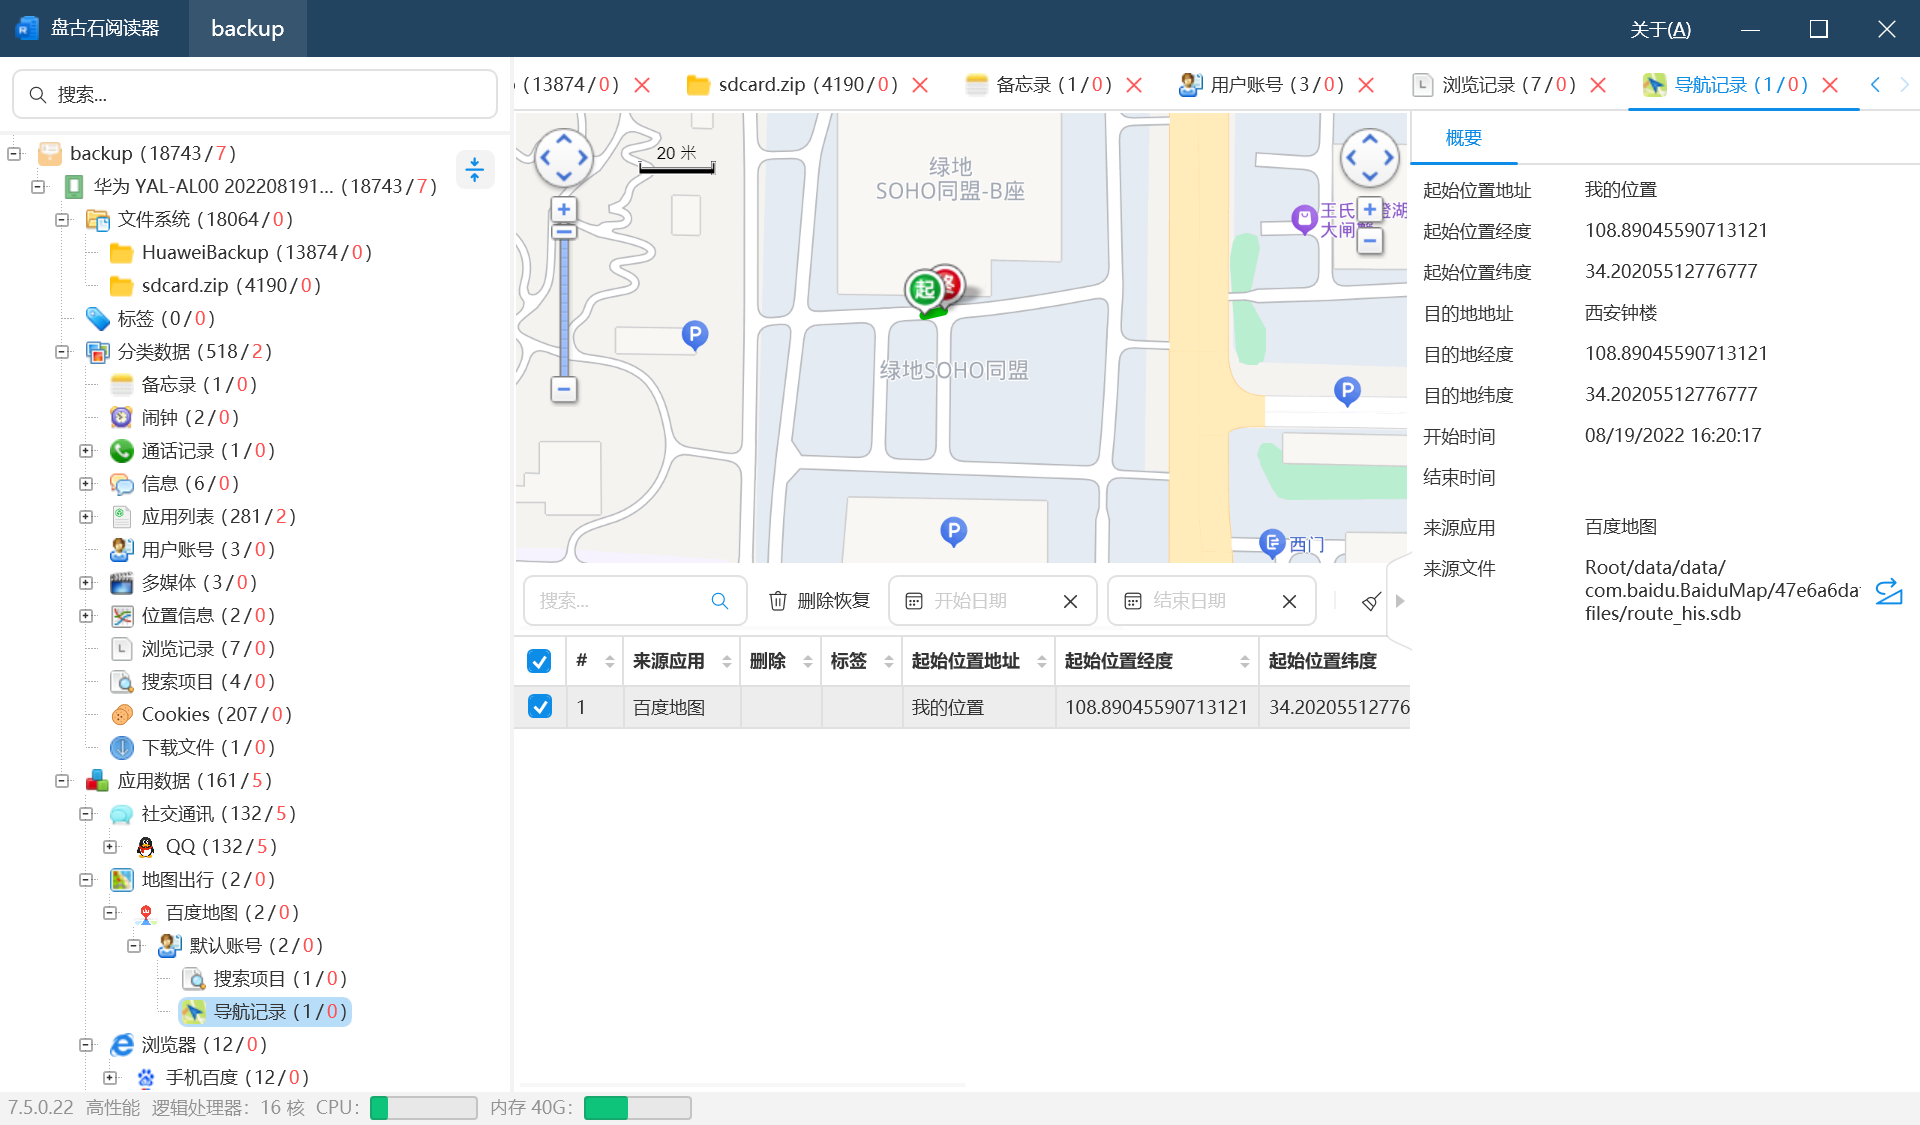 盘古石阅读器
backup
关于(A)
搜索...
(13874/0)
sdcard.zip (4190/0)
备忘录 (1/0)
用户账号 (3/0)
浏览记录 (7/0)
导航记录 (1/0)
backup (18743/7)
华为 YAL-AL00 202208191... (18743/7)
文件系统 (18064/0)
HuaweiBackup (13874/0)
sdcard.zip (4190/0)
标签 (0/0)
分类数据 (518/2)
备忘录 (1/0)
闹钟 (2/0)
通话记录 (1/0)
信息 (6/0)
应用列表 (281/2)
用户账号 (3/0)
多媒体 (3/0)
位置信息 (2/0)
浏览记录 (7/0)
搜索项目 (4/0)
Cookies (207/0)
下载文件 (1/0)
应用数据 (161/5)
社交通讯 (132/5)
QQ (132/5)
地图出行 (2/0)
百度地图 (2/0)
默认账号 (2/0)
搜索项目 (1/0)
导航记录 (1/0)
浏览器 (12/0)
手机百度 (12/0)
20 米
绿地
SOHO同盟-B座
王氏 澄湖
大闸
起
终
P
绿地SOHO同盟
P
P
西门
概要
起始位置地址 我的位置
起始位置经度 108.89045590713121
起始位置纬度 34.20205512776777
目的地地址 西安钟楼
目的地经度 108.89045590713121
目的地纬度 34.20205512776777
开始时间 08/19/2022 16:20:17
结束时间
来源应用 百度地图
来源文件 Root/data/data/
com.baidu.BaiduMap/47e6a6da
files/route_his.sdb
搜索...
删除恢复
开始日期
结束日期
# 来源应用 删除 标签 起始位置地址 起始位置经度 起始位置纬度
1 百度地图 我的位置 108.89045590713121 34.20205512776
7.5.0.22 高性能 逻辑处理器: 16 核 CPU: 内存 40G: